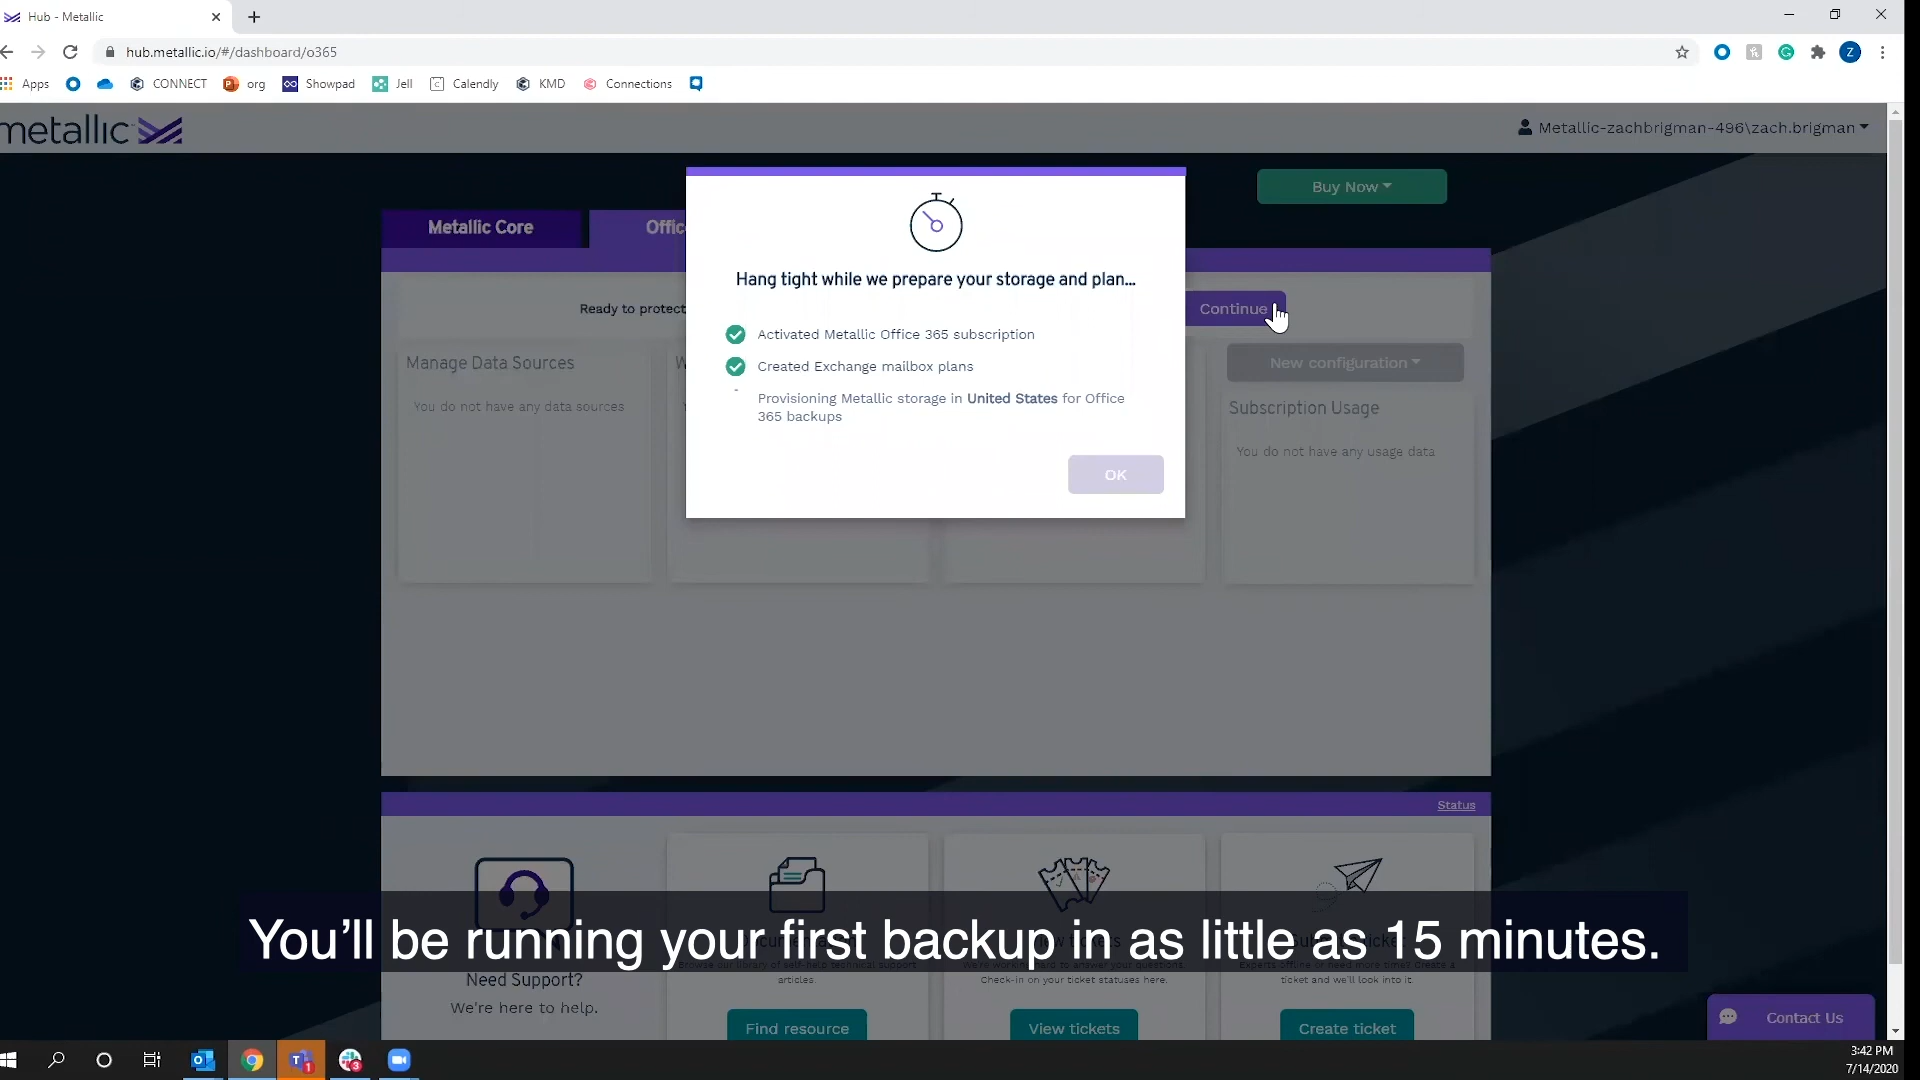 Hub - Metallic
hub.metallic.io/#/dashboard/o365
Z
Apps
CONNECT
org
Showpad
Jell
Calendly
KMD
Connections
metallic
Metallic-zachbrigman-496\zach.brigman
Buy Now
Metallic Core
Hang tight while we prepare your storage and plan...
Ready to protect
Continue
Activated Metallic Office 365 subscription
Manage Data Sources
New configuration
Created Exchange mailbox plans
You do not have any data sources
Provisioning Metallic storage in United States for Office
365 backups
Subscription Usage
You do not have any usage data
OK
Status
You'll be running your first backup in as little as 15 minutes.
articles.
Check-in on your ticket statuses here.
ticket and we'll look into it
Need Support?
We're here to help.
Find resource
View tickets
Create ticket
Contact Us
3:42 PM
7/14/2020